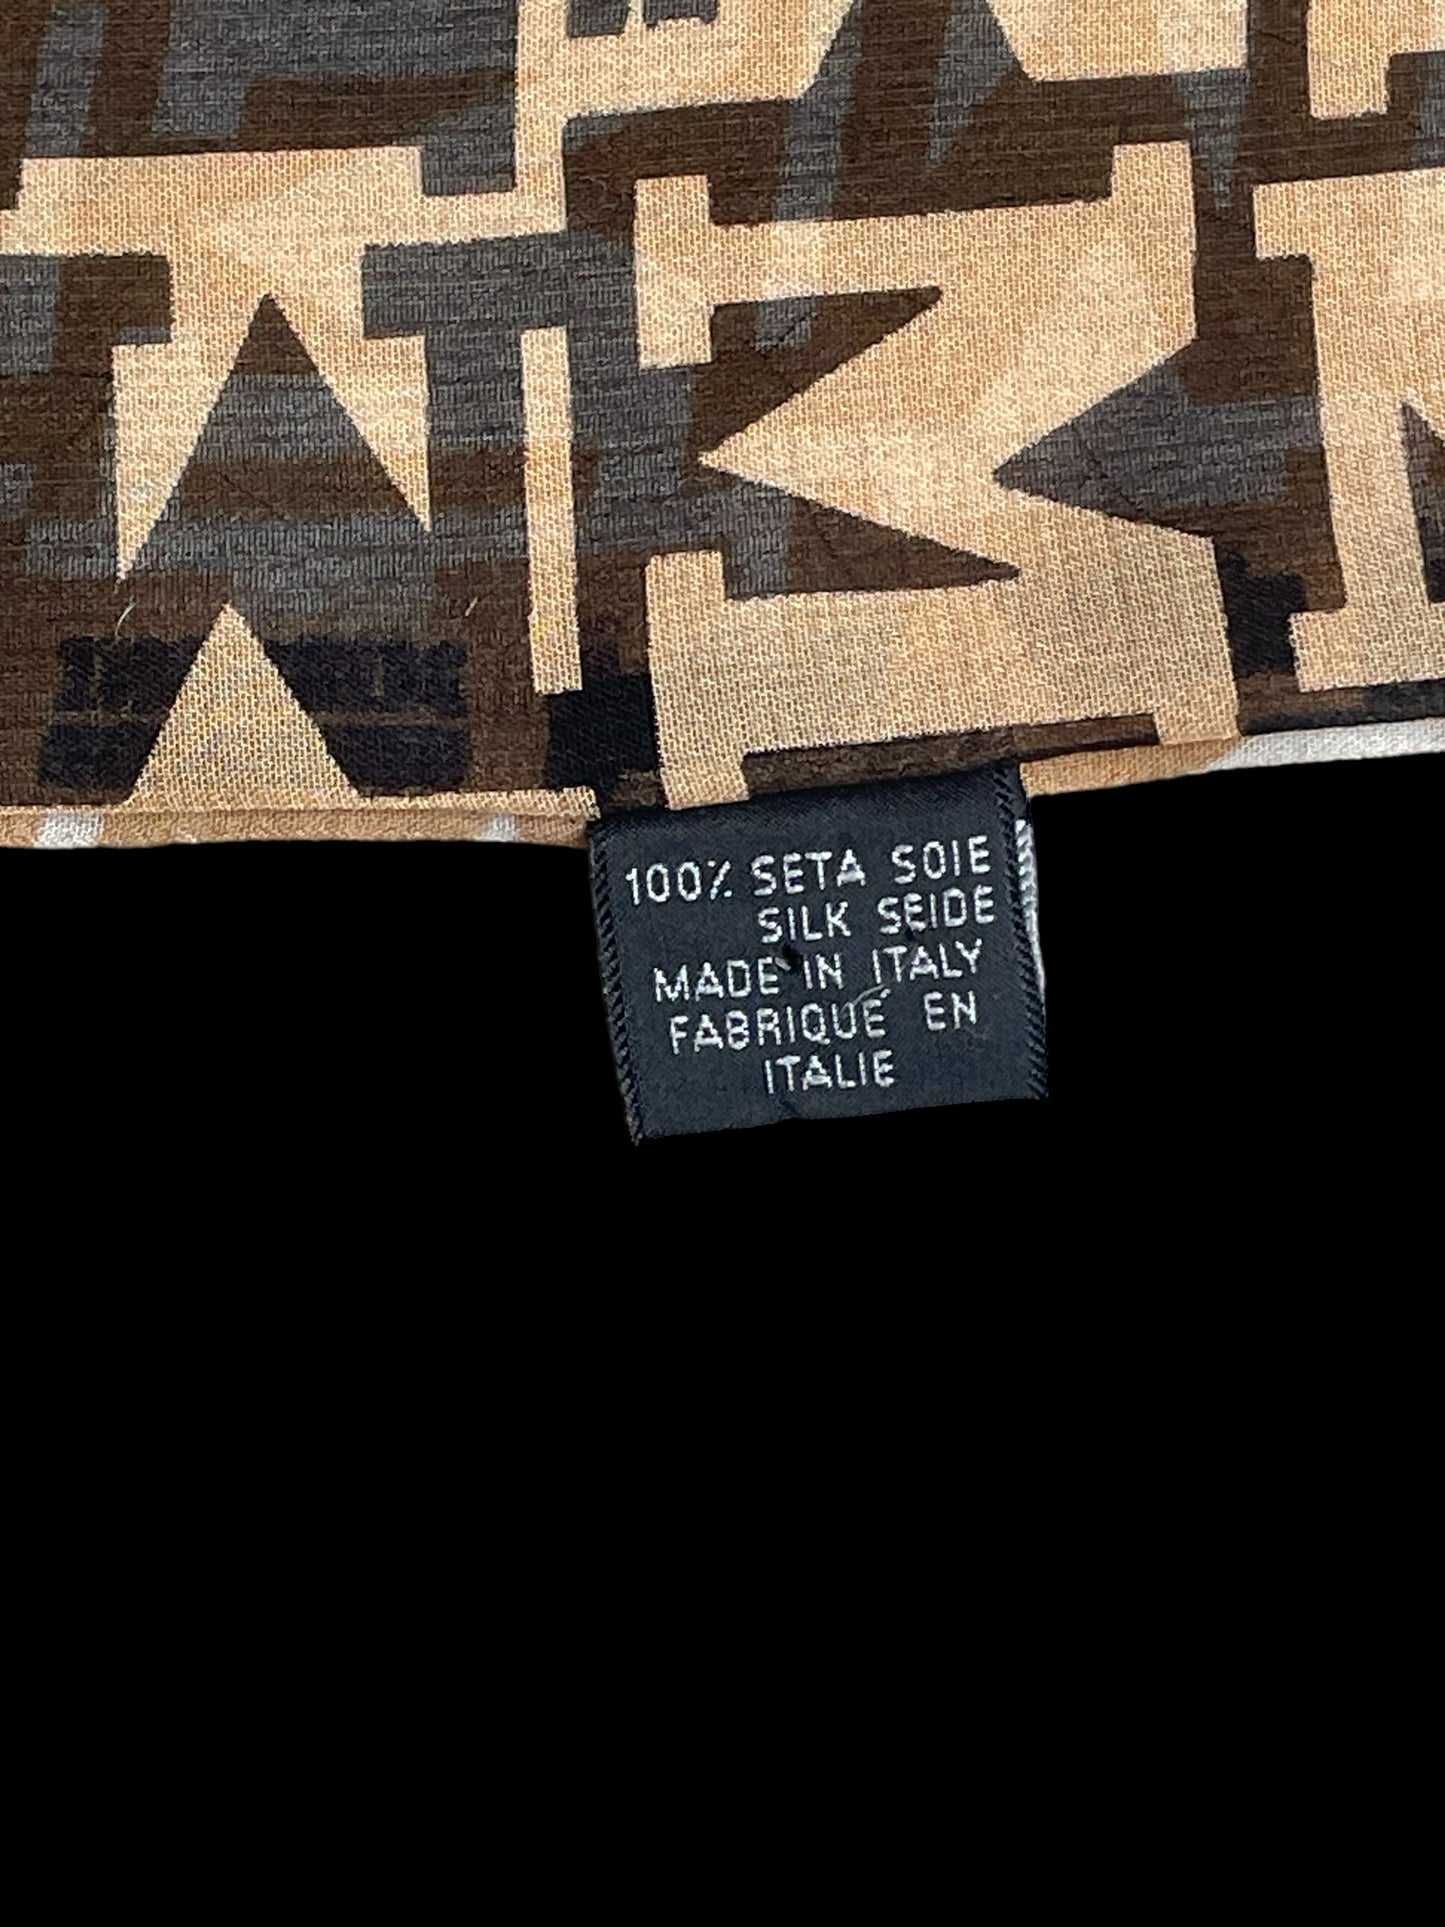 100% SETA SOIE
SILK SEIDE
MADE IN ITALY
FABRIQUÉ EN
ITALIE